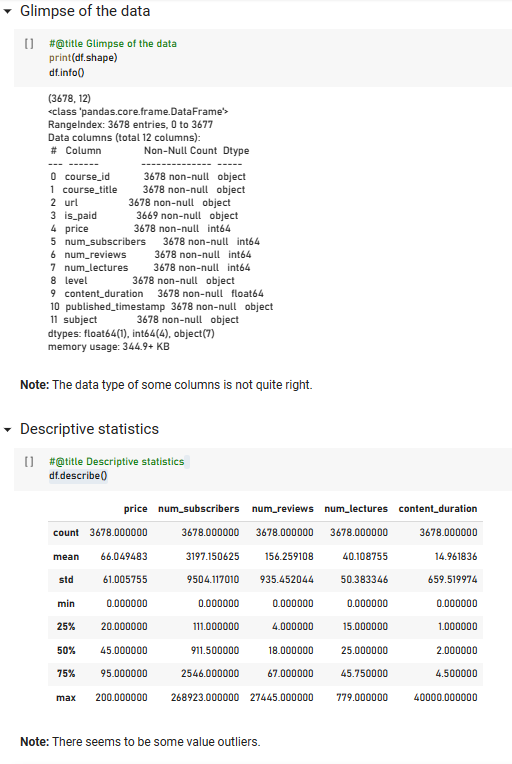 Glimpse of the data
[ ] #@title Glimpse of the data
print(df.shape)
df.info()
(3678, 12)
<class 'pandas.core.frame.DataFrame'>
RangeIndex: 3678 entries, 0 to 3677
Data columns (total 12 columns):
# Column Non-Null Count Dtype
--- ------ -------------- -----
0 course_id 3678 non-null object
1 course_title 3678 non-null object
2 url 3678 non-null object
3 is_paid 3669 non-null object
4 price 3678 non-null int64
5 num_subscribers 3678 non-null int64
6 num_reviews 3678 non-null int64
7 num_lectures 3678 non-null int64
8 level 3678 non-null object
9 content_duration 3678 non-null float64
10 published_timestamp 3678 non-null object
11 subject 3678 non-null object
dtypes: float64(1), int64(4), object(7)
memory usage: 344.9+ KB
Note: The data type of some columns is not quite right.
Descriptive statistics
[ ] #@title Descriptive statistics
df.describe()
price num_subscribers num_reviews num_lectures content_duration
count 3678.000000 3678.000000 3678.000000 3678.000000 3678.000000
mean 66.049483 3197.150625 156.259108 40.108755 14.961836
std 61.005755 9504.117010 935.452044 50.383346 659.519974
min 0.000000 0.000000 0.000000 0.000000 0.000000
25% 20.000000 111.000000 4.000000 15.000000 1.000000
50% 45.000000 911.500000 18.000000 25.000000 2.000000
75% 95.000000 2546.000000 67.000000 45.750000 4.500000
max 200.000000 268923.000000 27445.000000 779.000000 40000.000000
Note: There seems to be some value outliers.